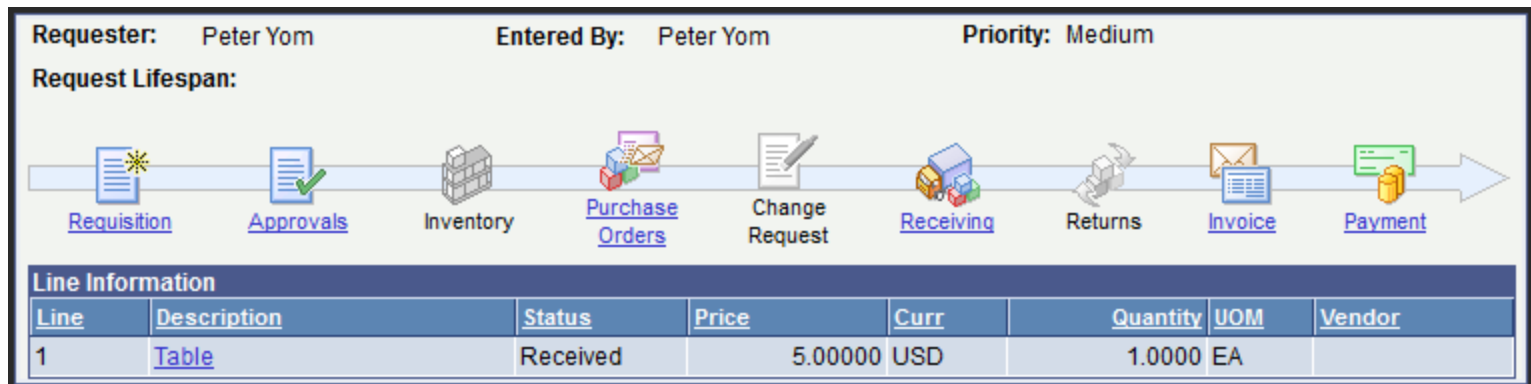 Requester: Peter Yom Entered By: Peter Yom Priority: Medium
Request Lifespan:
Requisition Approvals Inventory Purchase Orders Change Request Receiving Returns Invoice Payment
Line Information
Line Description Status Price Curr Quantity UOM Vendor
1 Table Received 5.00000 USD 1.0000 EA